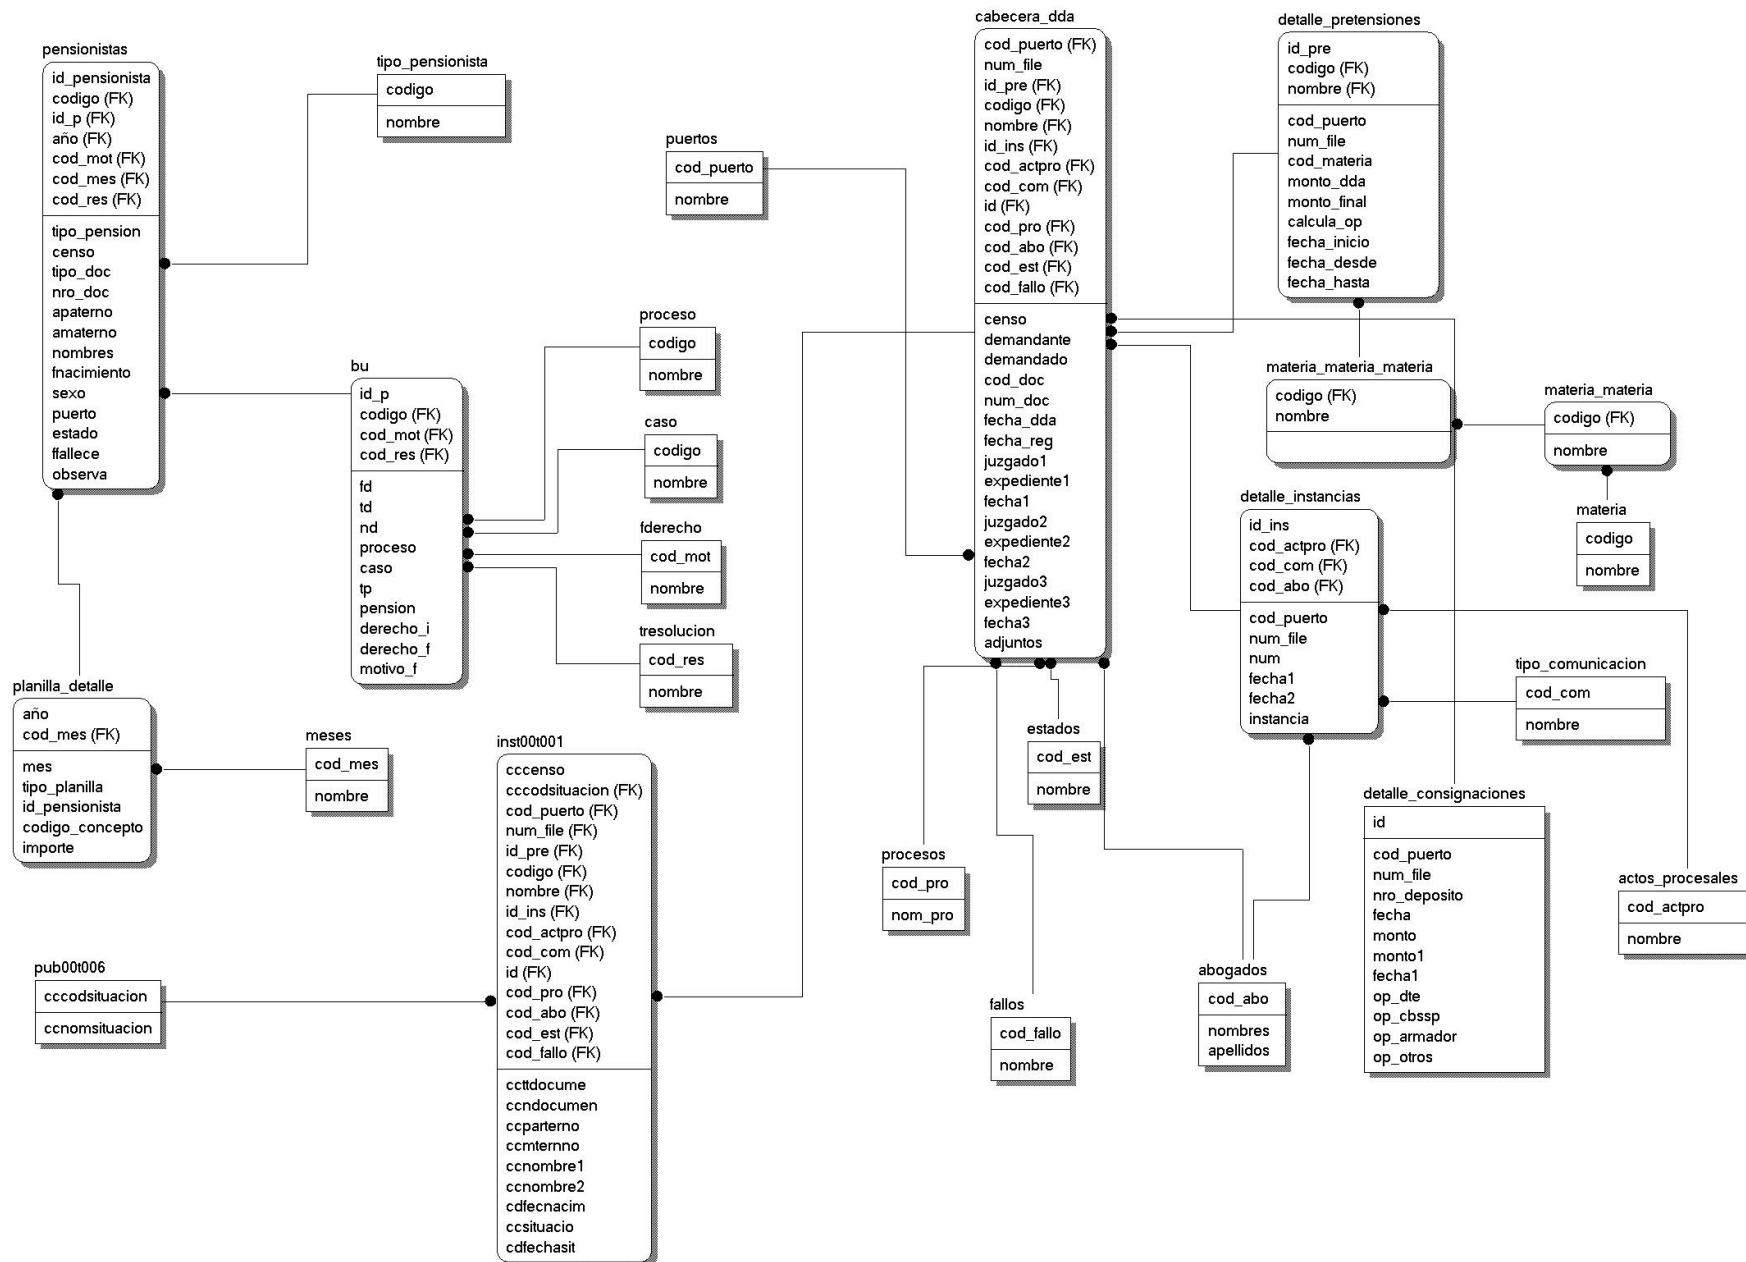 pensionistas
id_pensionista
codigo (FK)
id_p (FK)
año (FK)
cod_mot (FK)
cod_mes (FK)
cod_res (FK)
tipo_pension
censo
tipo_doc
nro_doc
apaterno
amaterno
nombres
fnacimiento
sexo
puerto
estado
ffallece
observa
tipo_pensionista
codigo
nombre
puertos
cod_puerto
nombre
cabecera_dda
cod_puerto (FK)
num_file
id_pre (FK)
codigo (FK)
nombre (FK)
id_ins (FK)
cod_actpro (FK)
cod_com (FK)
id (FK)
cod_pro (FK)
cod_abo (FK)
cod_est (FK)
cod_fallo (FK)
censo
demandante
demandado
cod_doc
num_doc
fecha_dda
fecha_reg
juzgado1
expediente1
fecha1
juzgado2
expediente2
fecha2
juzgado3
expediente3
fecha3
adjuntos
detalle_pretensiones
id_pre
codigo (FK)
nombre (FK)
cod_puerto
num_file
cod_materia
monto_dda
monto_final
calcula_op
fecha_inicio
fecha_desde
fecha_hasta
proceso
codigo
nombre
bu
id_p
codigo (FK)
cod_mot (FK)
cod_res (FK)
fd
td
nd
proceso
caso
tp
pension
derecho_i
derecho_f
motivo_f
caso
codigo
nombre
fderecho
cod_mot
nombre
tresolucion
cod_res
nombre
materia_materia_materia
codigo (FK)
nombre
materia_materia
codigo (FK)
nombre
materia
codigo
nombre
detalle_instancias
id_ins
cod_actpro (FK)
cod_com (FK)
cod_abo (FK)
cod_puerto
num_file
num
fecha1
fecha2
instancia
tipo_comunicacion
cod_com
nombre
planilla_detalle
año
cod_mes (FK)
mes
tipo_planilla
id_pensionista
codigo_concepto
importe
meses
cod_mes
nombre
inst00t001
cccenso
cccodsituacion (FK)
cod_puerto (FK)
num_file (FK)
id_pre (FK)
codigo (FK)
nombre (FK)
id_ins (FK)
cod_actpro (FK)
cod_com (FK)
id (FK)
cod_pro (FK)
cod_abo (FK)
cod_est (FK)
cod_fallo (FK)
ccttdocume
ccndocumen
ccparterno
ccmternno
ccnombre1
ccnombre2
cdfecnacim
ccsituacio
cdfechasit
estados
cod_est
nombre
procesos
cod_pro
nom_pro
detalle_consignaciones
id
cod_puerto
num_file
nro_deposito
fecha
monto
monto1
fecha1
op_dte
op_cbssp
op_armador
op_otros
actos_procesales
cod_actpro
nombre
pub00t006
cccodsituacion
ccnomsituacion
fallos
cod_fallo
nombre
abogados
cod_abo
nombres
apellidos